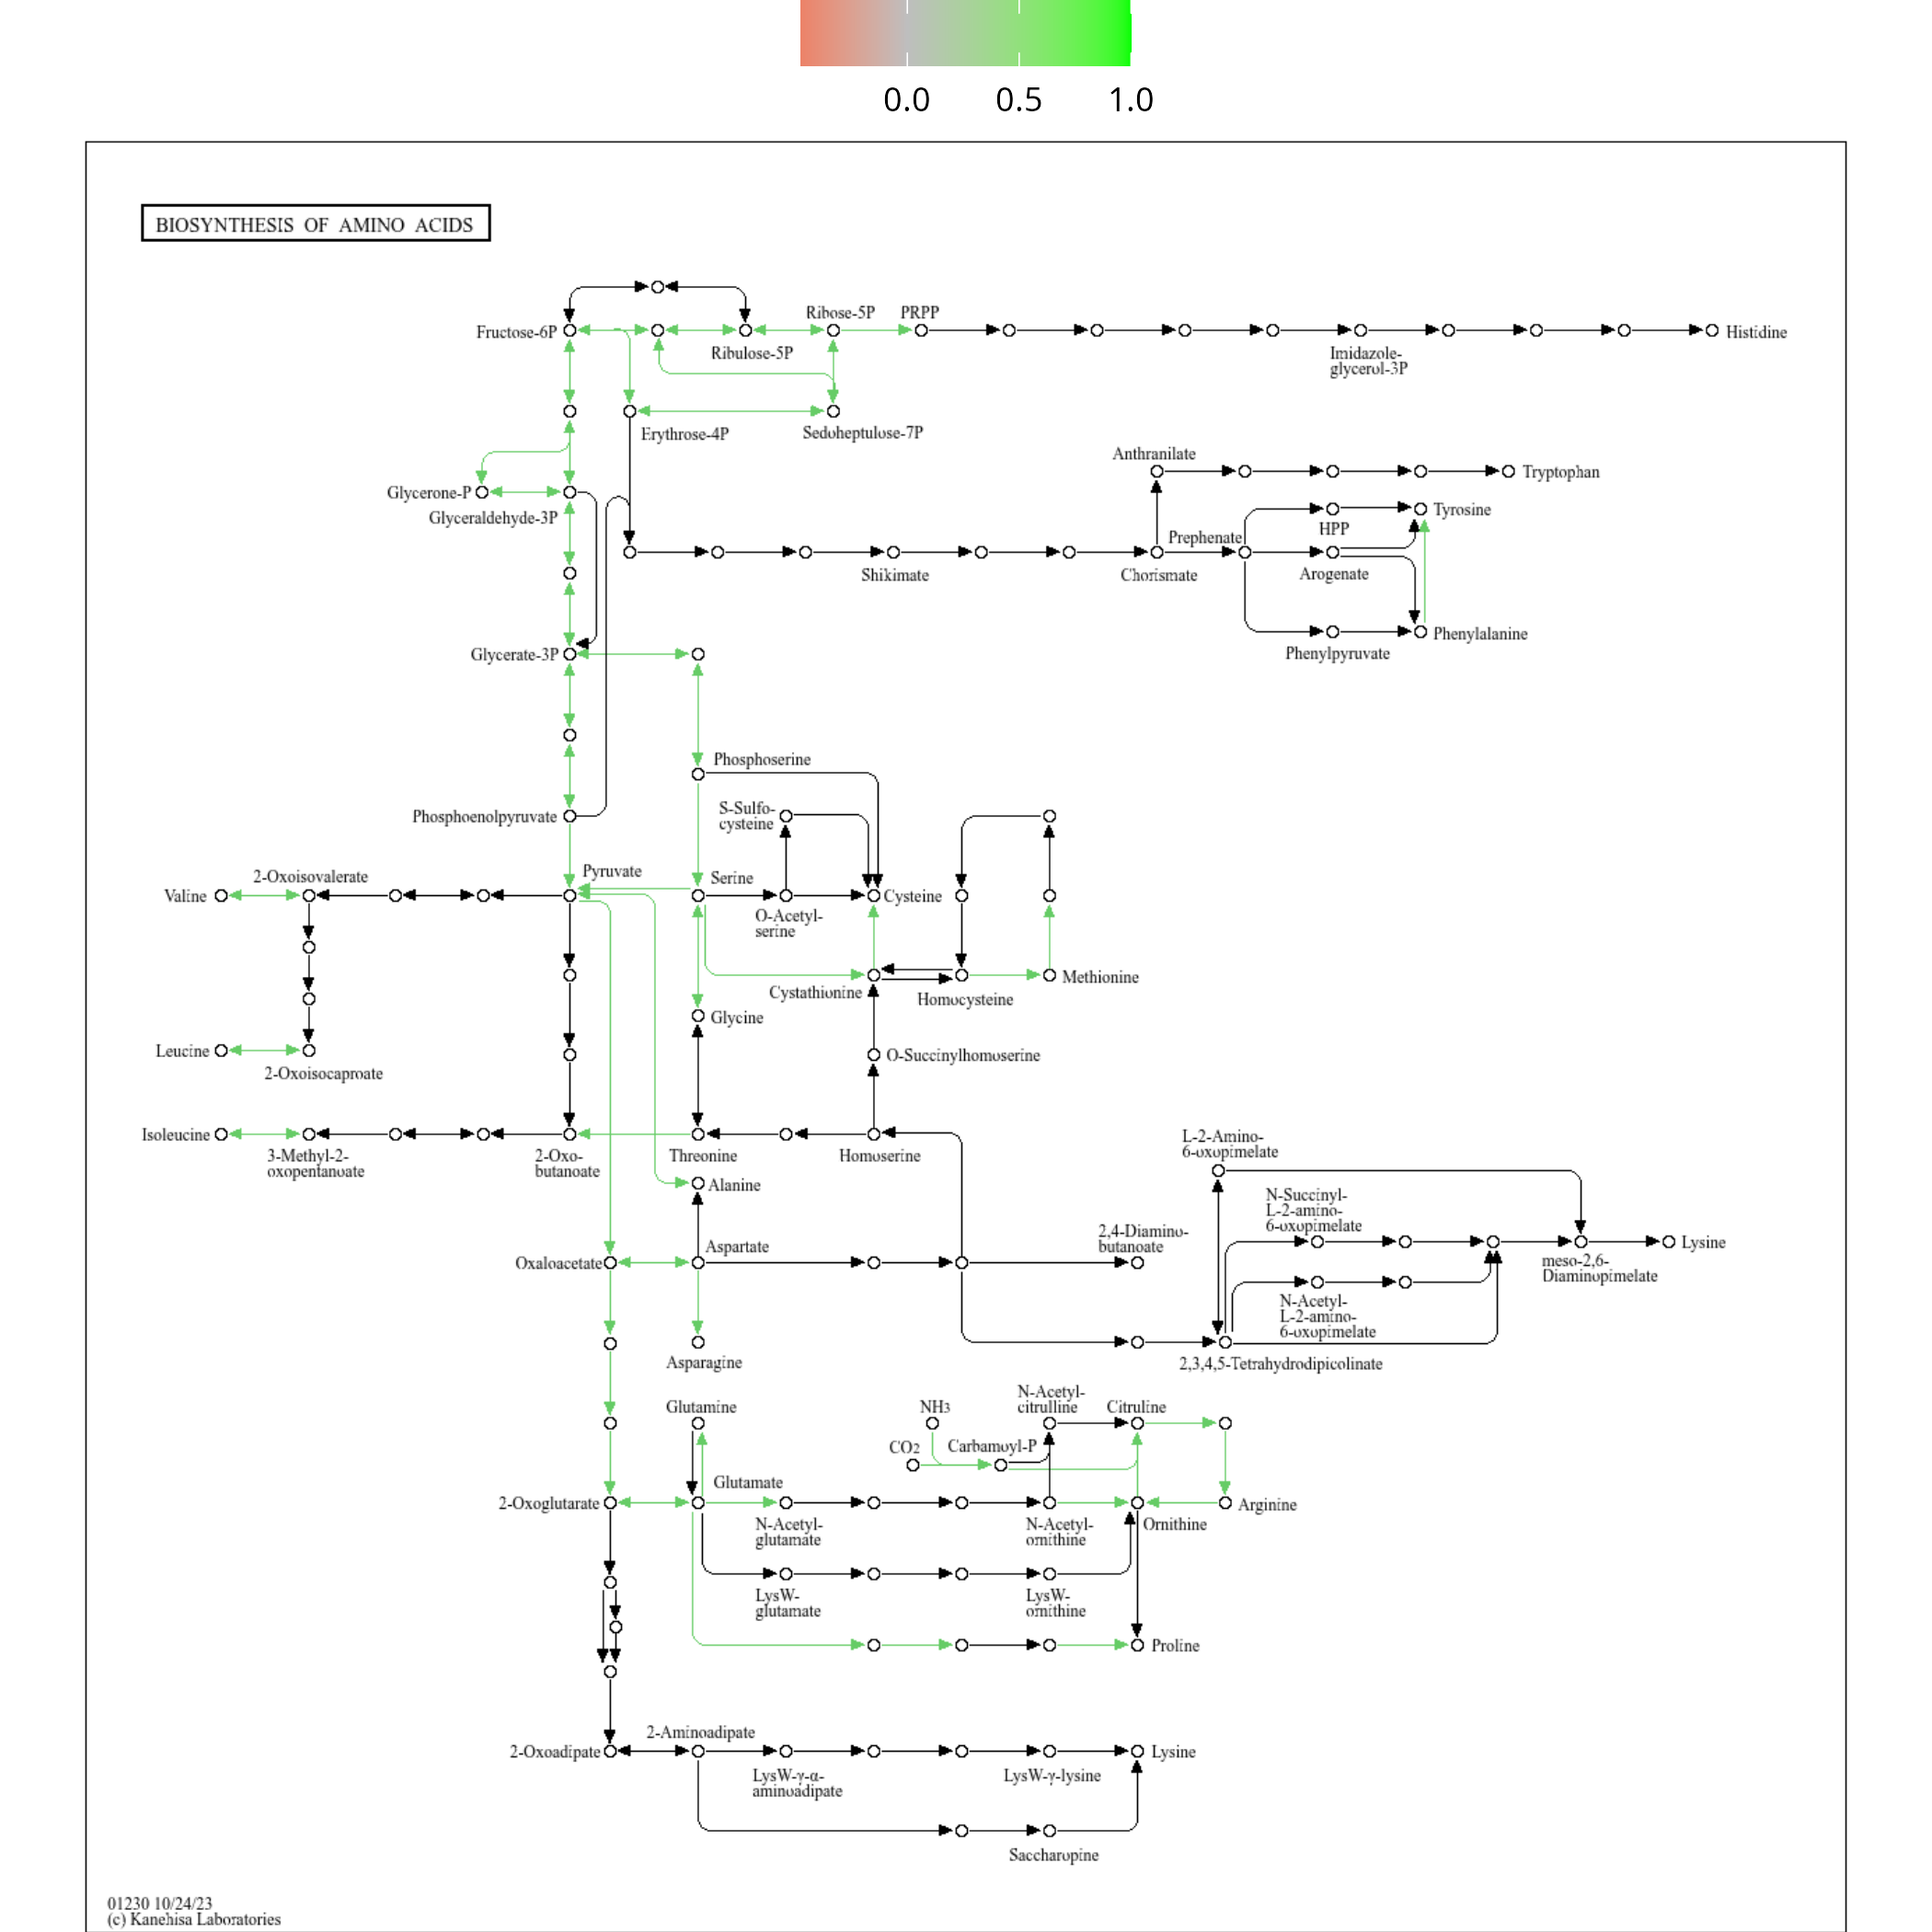 0.0 0.5 1.0
BIOSYNTHESIS OF AMINO ACIDS
Ribose-5P PRPP
Fructose-6P
Histidine
Ribulose-5P
Imidazole-
glycerol-3P
Erythrose-4P
Sedoheptulose-7P
Anthranilate
Tryptophan
Glycerone-P
Glyceraldehyde-3P
Tyrosine
HPP
Prephenate
Shikimate
Chorismate
Arogenate
Phenylalanine
Phenylpyruvate
Glycerate-3P
Phosphoserine
S-Sulfo-
cysteine
Phosphoenolpyruvate
Pyruvate
2-Oxoisovalerate
Serine
Valine
Cysteine
O-Acetyl-
serine
Methionine
Cystathionine
Homocysteine
Glycine
Leucine
O-Succinylhomoserine
2-Oxoisocaproate
Isoleucine
3-Methyl-2-
oxopentanoate
2-Oxo-
butanoate
Threonine
Homoserine
L-2-Amino-
6-oxopimelate
Alanine
N-Succinyl-
L-2-amino-
6-oxopimelate
2,4-Diamino-
butanoate
Aspartate
Oxaloacetate
Lysine
meso-2,6-
Diaminopimelate
N-Acetyl-
L-2-amino-
6-oxopimelate
Asparagine
2,3,4,5-Tetrahydrodipicolinate
N-Acetyl-
citrulline
Glutamine
NH3
Citruline
CO2
Carbamoyl-P
Glutamate
2-Oxoglutarate
Arginine
N-Acetyl-
glutamate
N-Acetyl-
ornithine
Ornithine
LysW-
glutamate
LysW-
ornithine
Proline
2-Aminoadipate
2-Oxoadipate
Lysine
LysW-γ-α-
aminoadipate
LysW-γ-lysine
Saccharopine
01230 10/24/23
(c) Kanehisa Laboratories